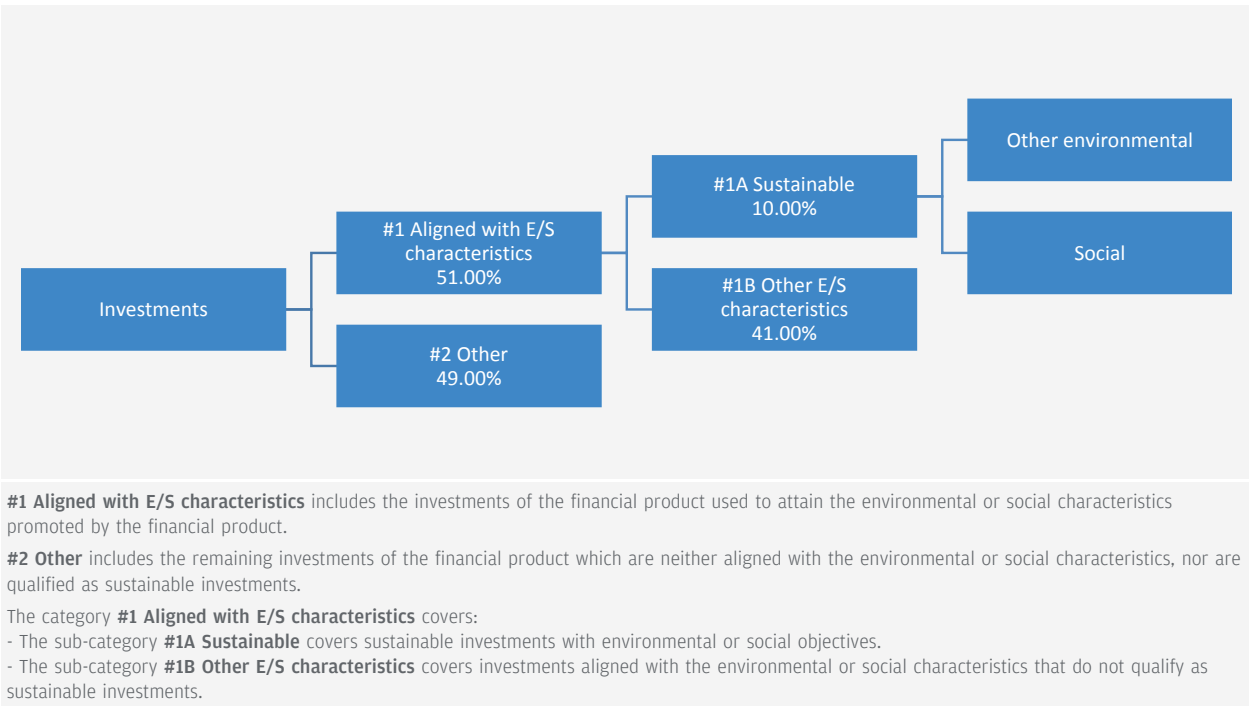 Investments
#1 Aligned with E/S
characteristics
51.00%
#2 Other
49.00%
#1A Sustainable
10.00%
#1B Other E/S
characteristics
41.00%
Other environmental
Social
#1 Aligned with E/S characteristics includes the investments of the financial product used to attain the environmental or social characteristics
promoted by the financial product.
#2 Other includes the remaining investments of the financial product which are neither aligned with the environmental or social characteristics, nor are
qualified as sustainable investments.
The category #1 Aligned with E/S characteristics covers:
- The sub-category #1A Sustainable covers sustainable investments with environmental or social objectives.
- The sub-category #1B Other E/S characteristics covers investments aligned with the environmental or social characteristics that do not qualify as
sustainable investments.